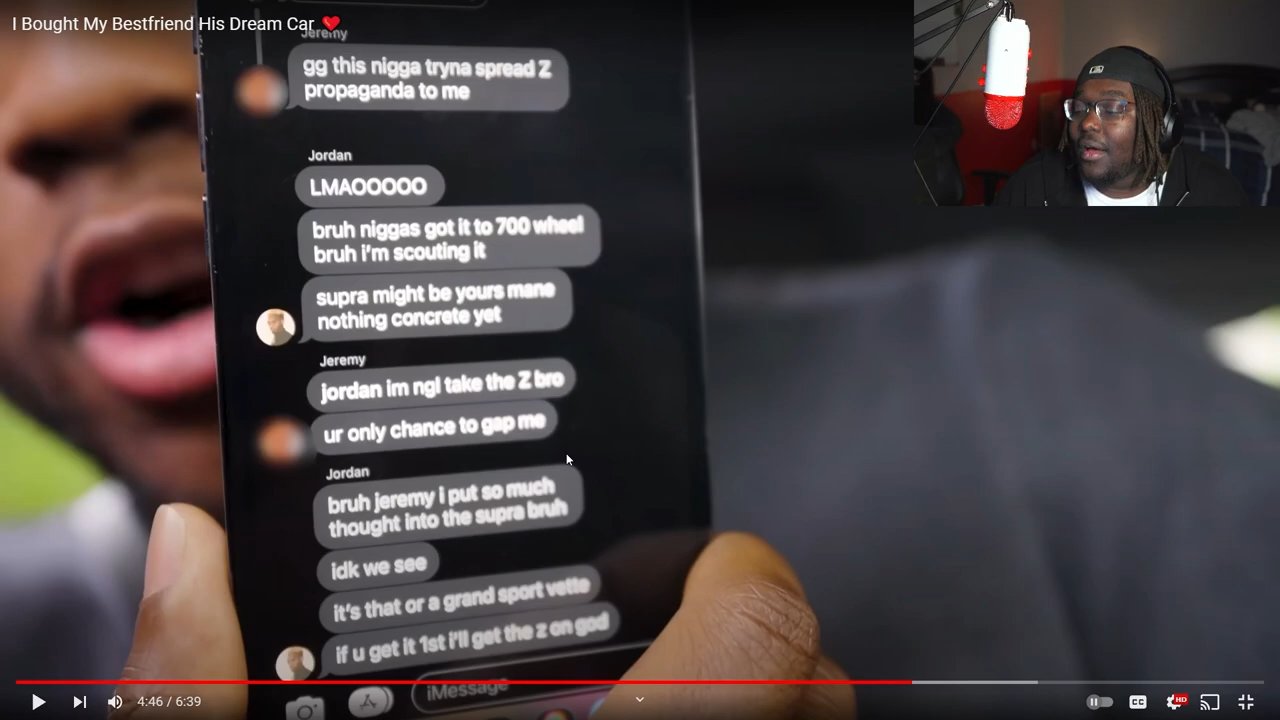 I Bought My Bestfriend His Dream Car ❤️
Jeremy
gg this nigga tryna spread Z
propaganda to me
Jordan
LMAOOOOO
bruh niggas got it to 700 wheel
bruh i'm scouting it
supra might be yours mane
nothing concrete yet
Jeremy
jordan im ngl take the Z bro
ur only chance to gap me
Jordan
bruh jeremy i put so much
thought into the supra bruh
idk we see
it's that or a grand sport vette
if u get it 1st i'll get the z on god
iMessage
4:46 / 6:39
CC
HD